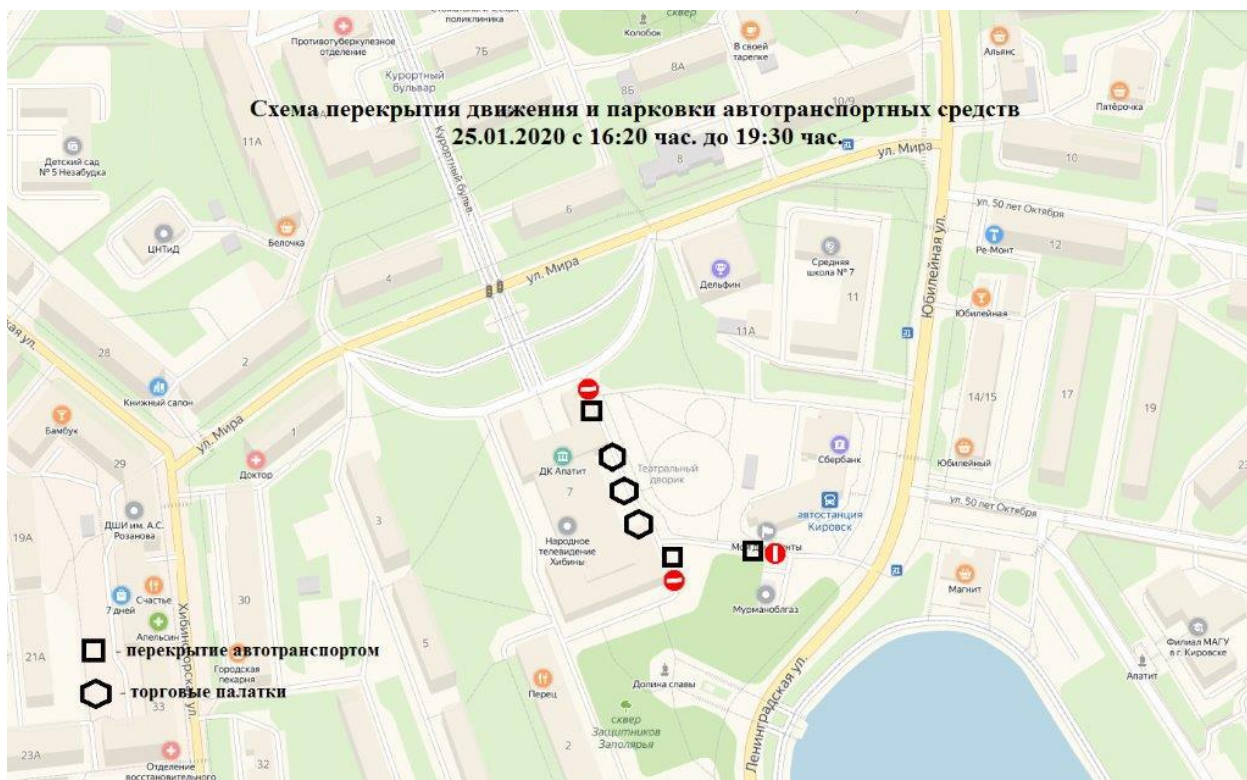 Стоматологическая
поликлиника
сквер
Колобок
Противотуберкулезное
отделение
7Б
В своей
тарелке
Альянс
Курортный
бульвар
8А
8Б
Пятёрочка
Схема перекрытия движения и парковки автотранспортных средств
25.01.2020 с 16:20 час. до 19:30 час.
10/9
11А
Курортный бульв.
8
ул. Мира
10
Детский сад
№ 5 Незабудка
ул. 50 лет Октября
6
ЦНТиД
Белочка
Ре-Монт
12
Средняя
школа № 7
ул. Мира
4
Дельфин
11
Юбилейная ул.
Юбилейная
11А
28
2
Книжный салон
14/15
17
19
Бамбук
ул. Мира
1
29
Доктор
ДК Апатит
Театральный
дворик
Сбербанк
Юбилейный
7
23
ул. 50 лет Октября
автостанция
Кировск
ДШИ им. А.С.
Розанова
3
19А
Народное
телевидение
Хибины
Магнит
Счастье
7 дней
30
Мурманоблгаз
Апельсин
Хибиногорская ул.
5
Филиал МАГУ
в г. Кировске
- перекрытие автотранспортом
21А
Городская
пекарня
Апатит
- торговые палатки
Перец
Долина славы
33
Ленинградская ул.
сквер
Защитников
Заполярья
2
23А
32
Отделение
восстановительного